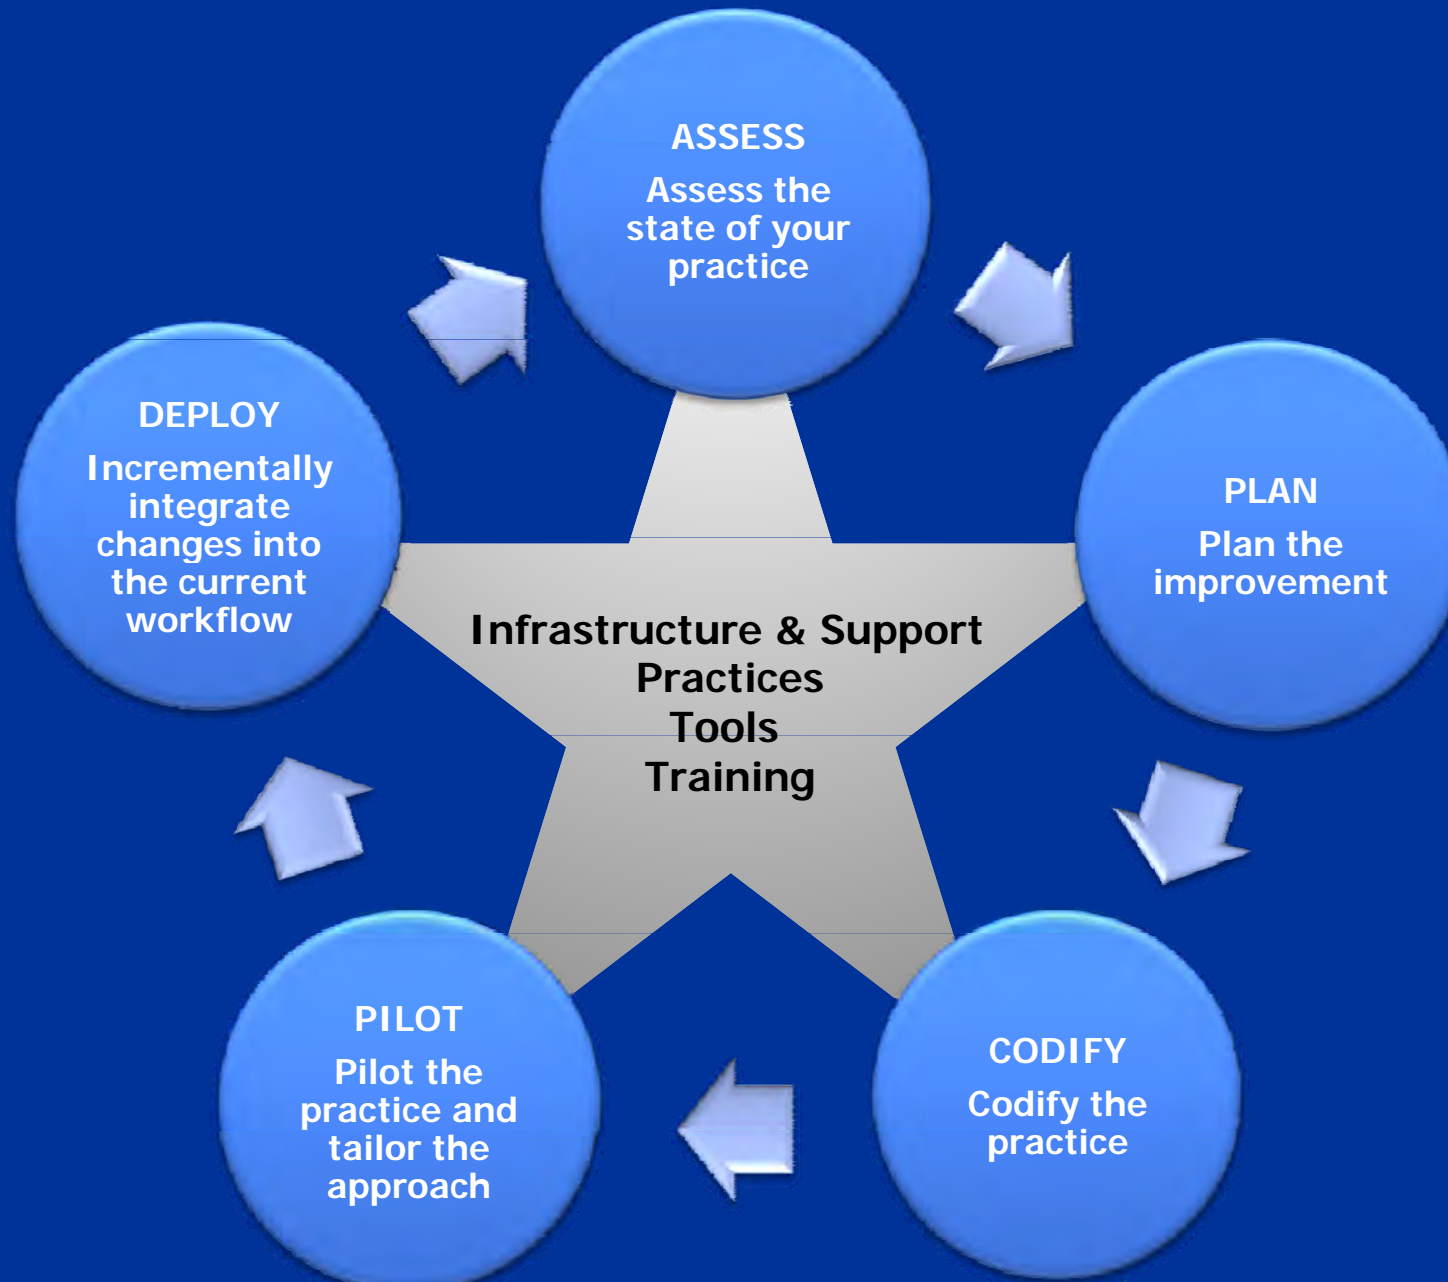 ASSESS
Assess the
state of your
practice
PLAN
Plan the
improvement
CODIFY
Codify the
practice
PILOT
Pilot the
practice and
tailor the
approach
DEPLOY
Incrementally
integrate
changes into
the current
workflow
Infrastructure & Support
Practices
Tools
Training